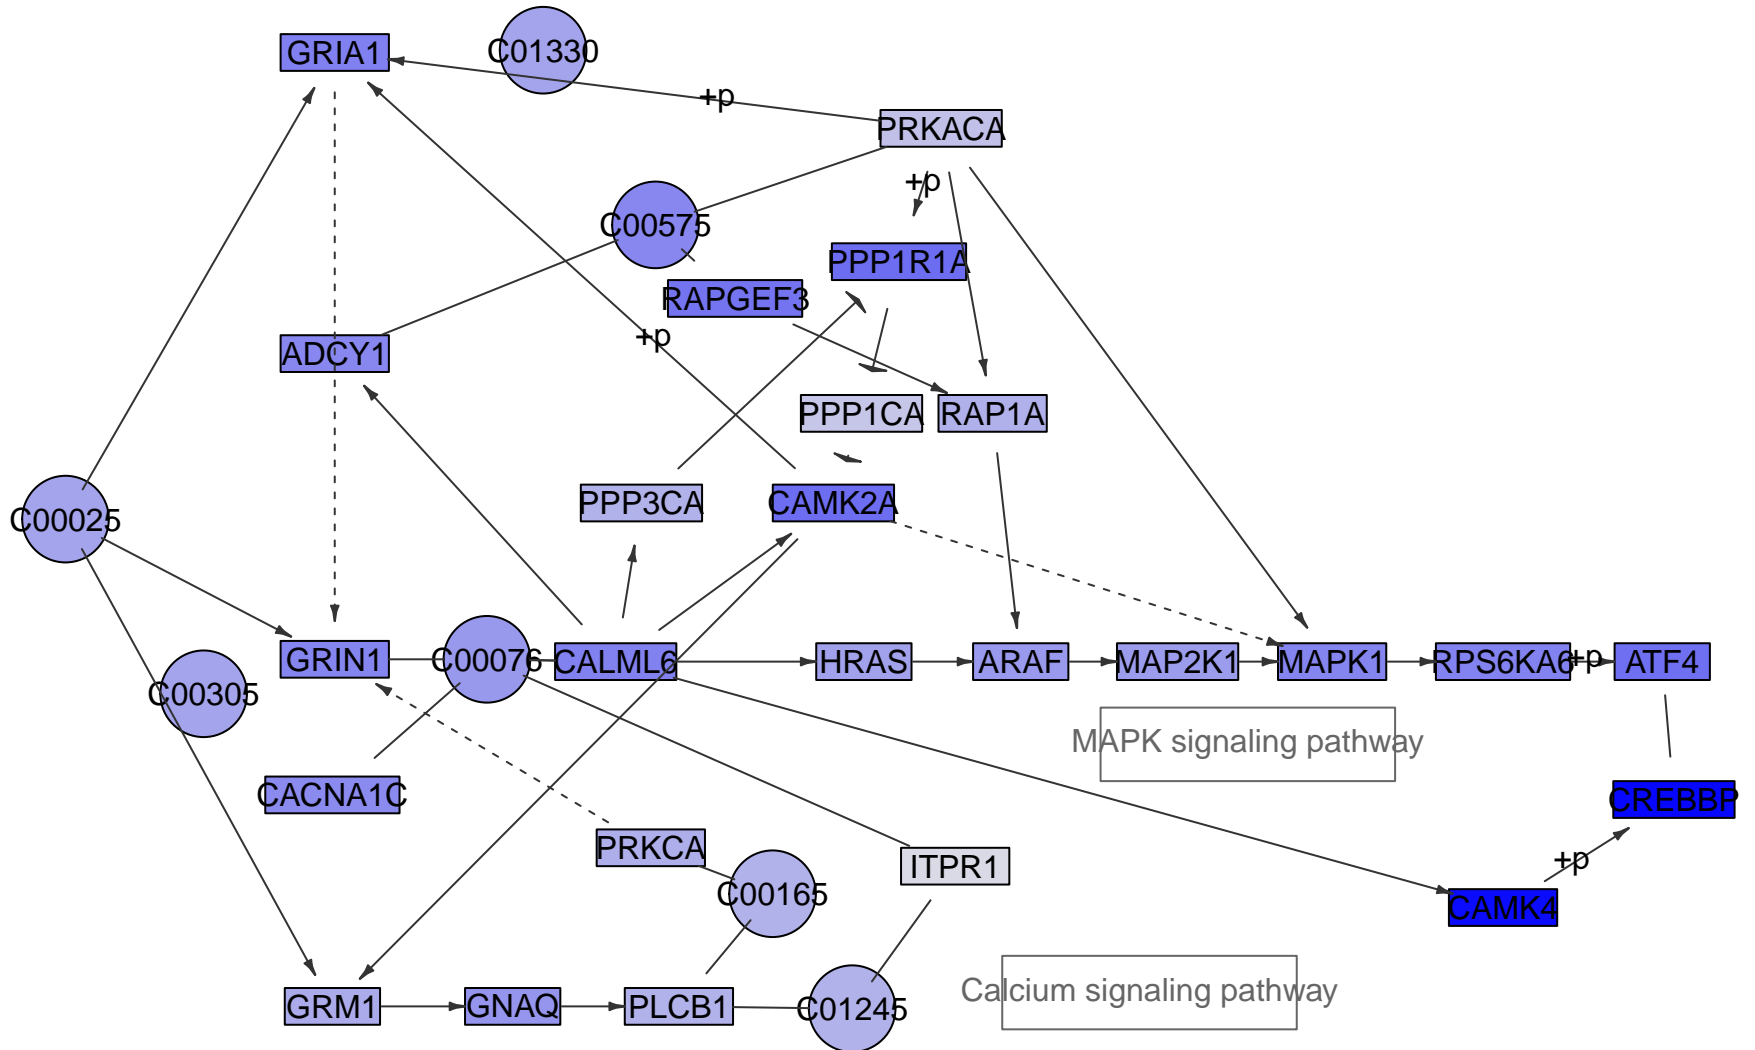 GRIA1
C01330
+p
PRKACA
+p
C00575
PPP1R1A
RAPGEF3
+p
ADCY1
PPP1CA
RAP1A
PPP3CA
CAMK2A
C00025
GRIN1
C00076
CALML6
HRAS
ARAF
MAP2K1
MAPK1
RPS6KA6
+p
ATF4
C00305
MAPK signaling pathway
CACNA1C
CREBBP
PRKCA
ITPR1
+p
C00165
CAMK4
Calcium signaling pathway
GRM1
GNAQ
PLCB1
C01245